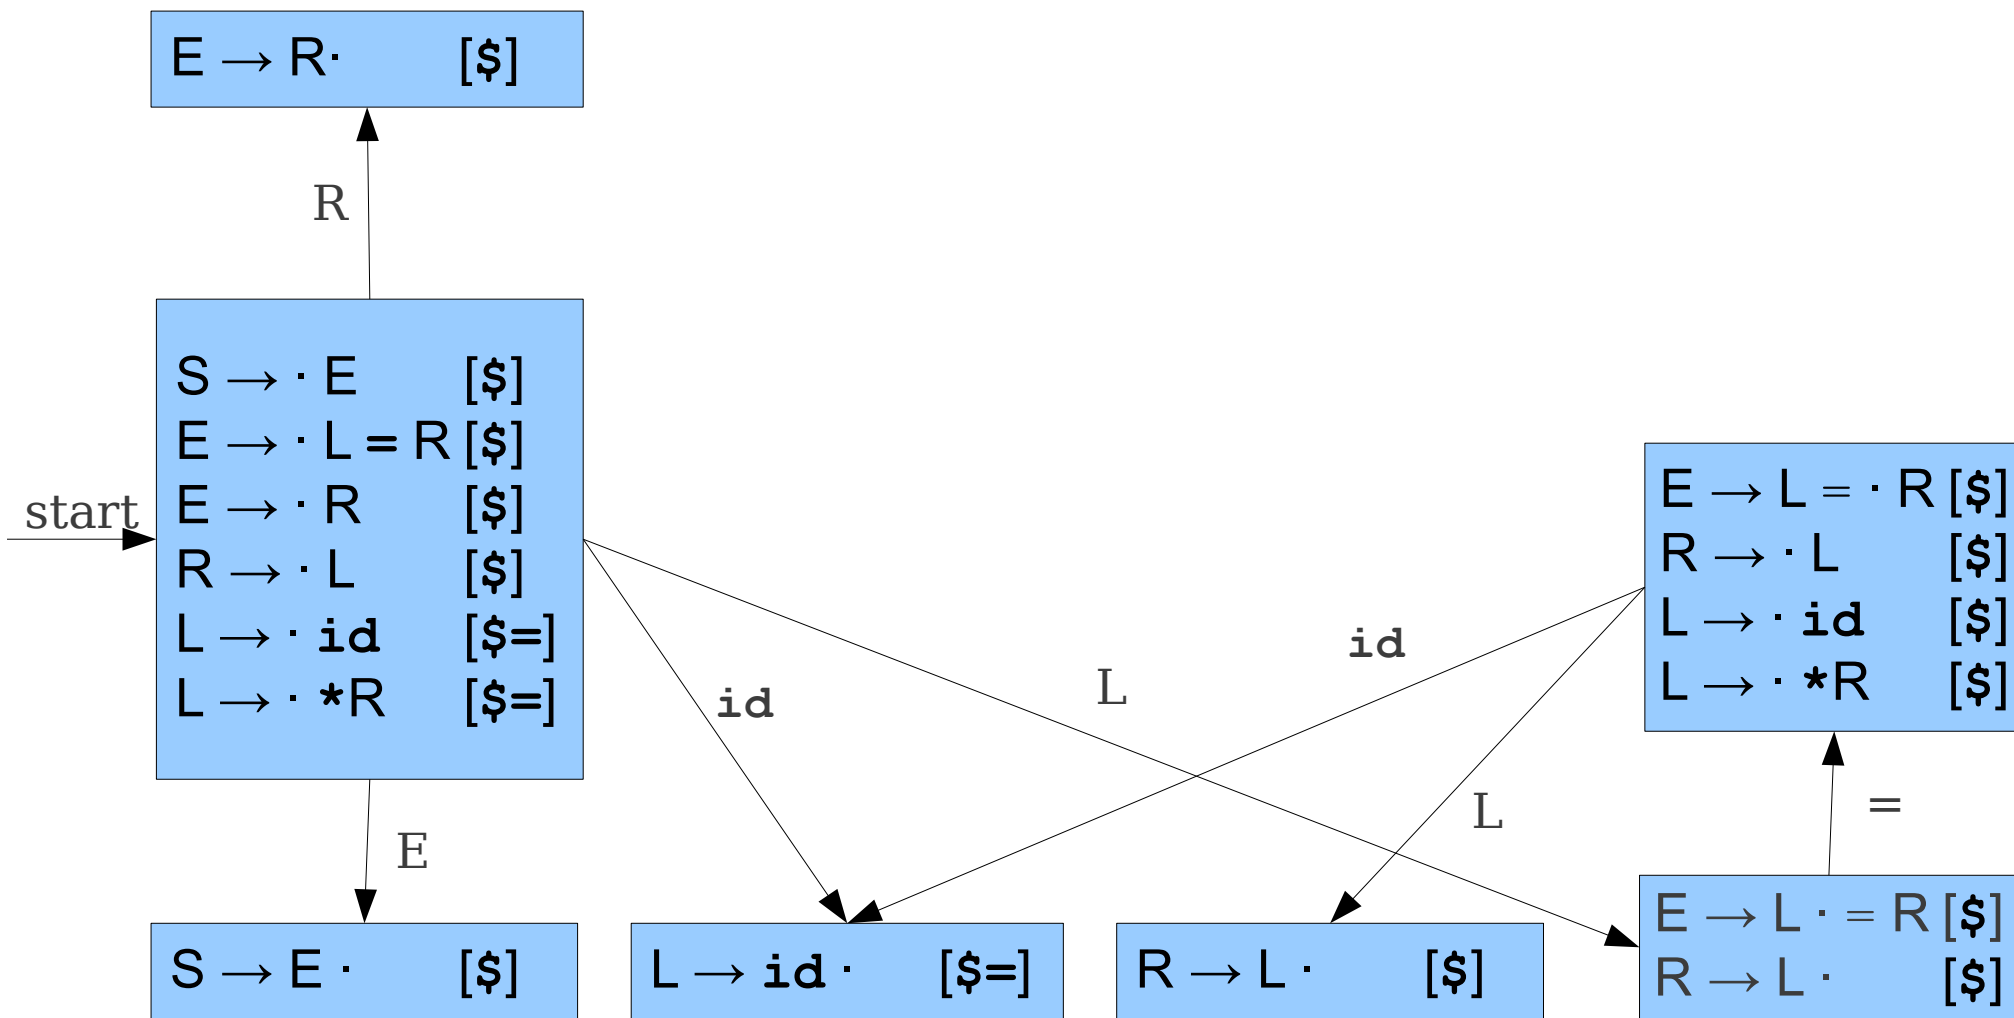 E → R· [$]
R
S → · E [$]
E → · L = R [$]
E → · R [$]
R → · L [$]
L → · id [$=]
L → · *R [$=]
start
E → L = · R [$]
R → · L [$]
L → · id [$]
L → · *R [$]
id
L
id
L
=
E
S → E · [$]
L → id · [$=]
R → L · [$]
E → L · = R [$]
R → L · [$]